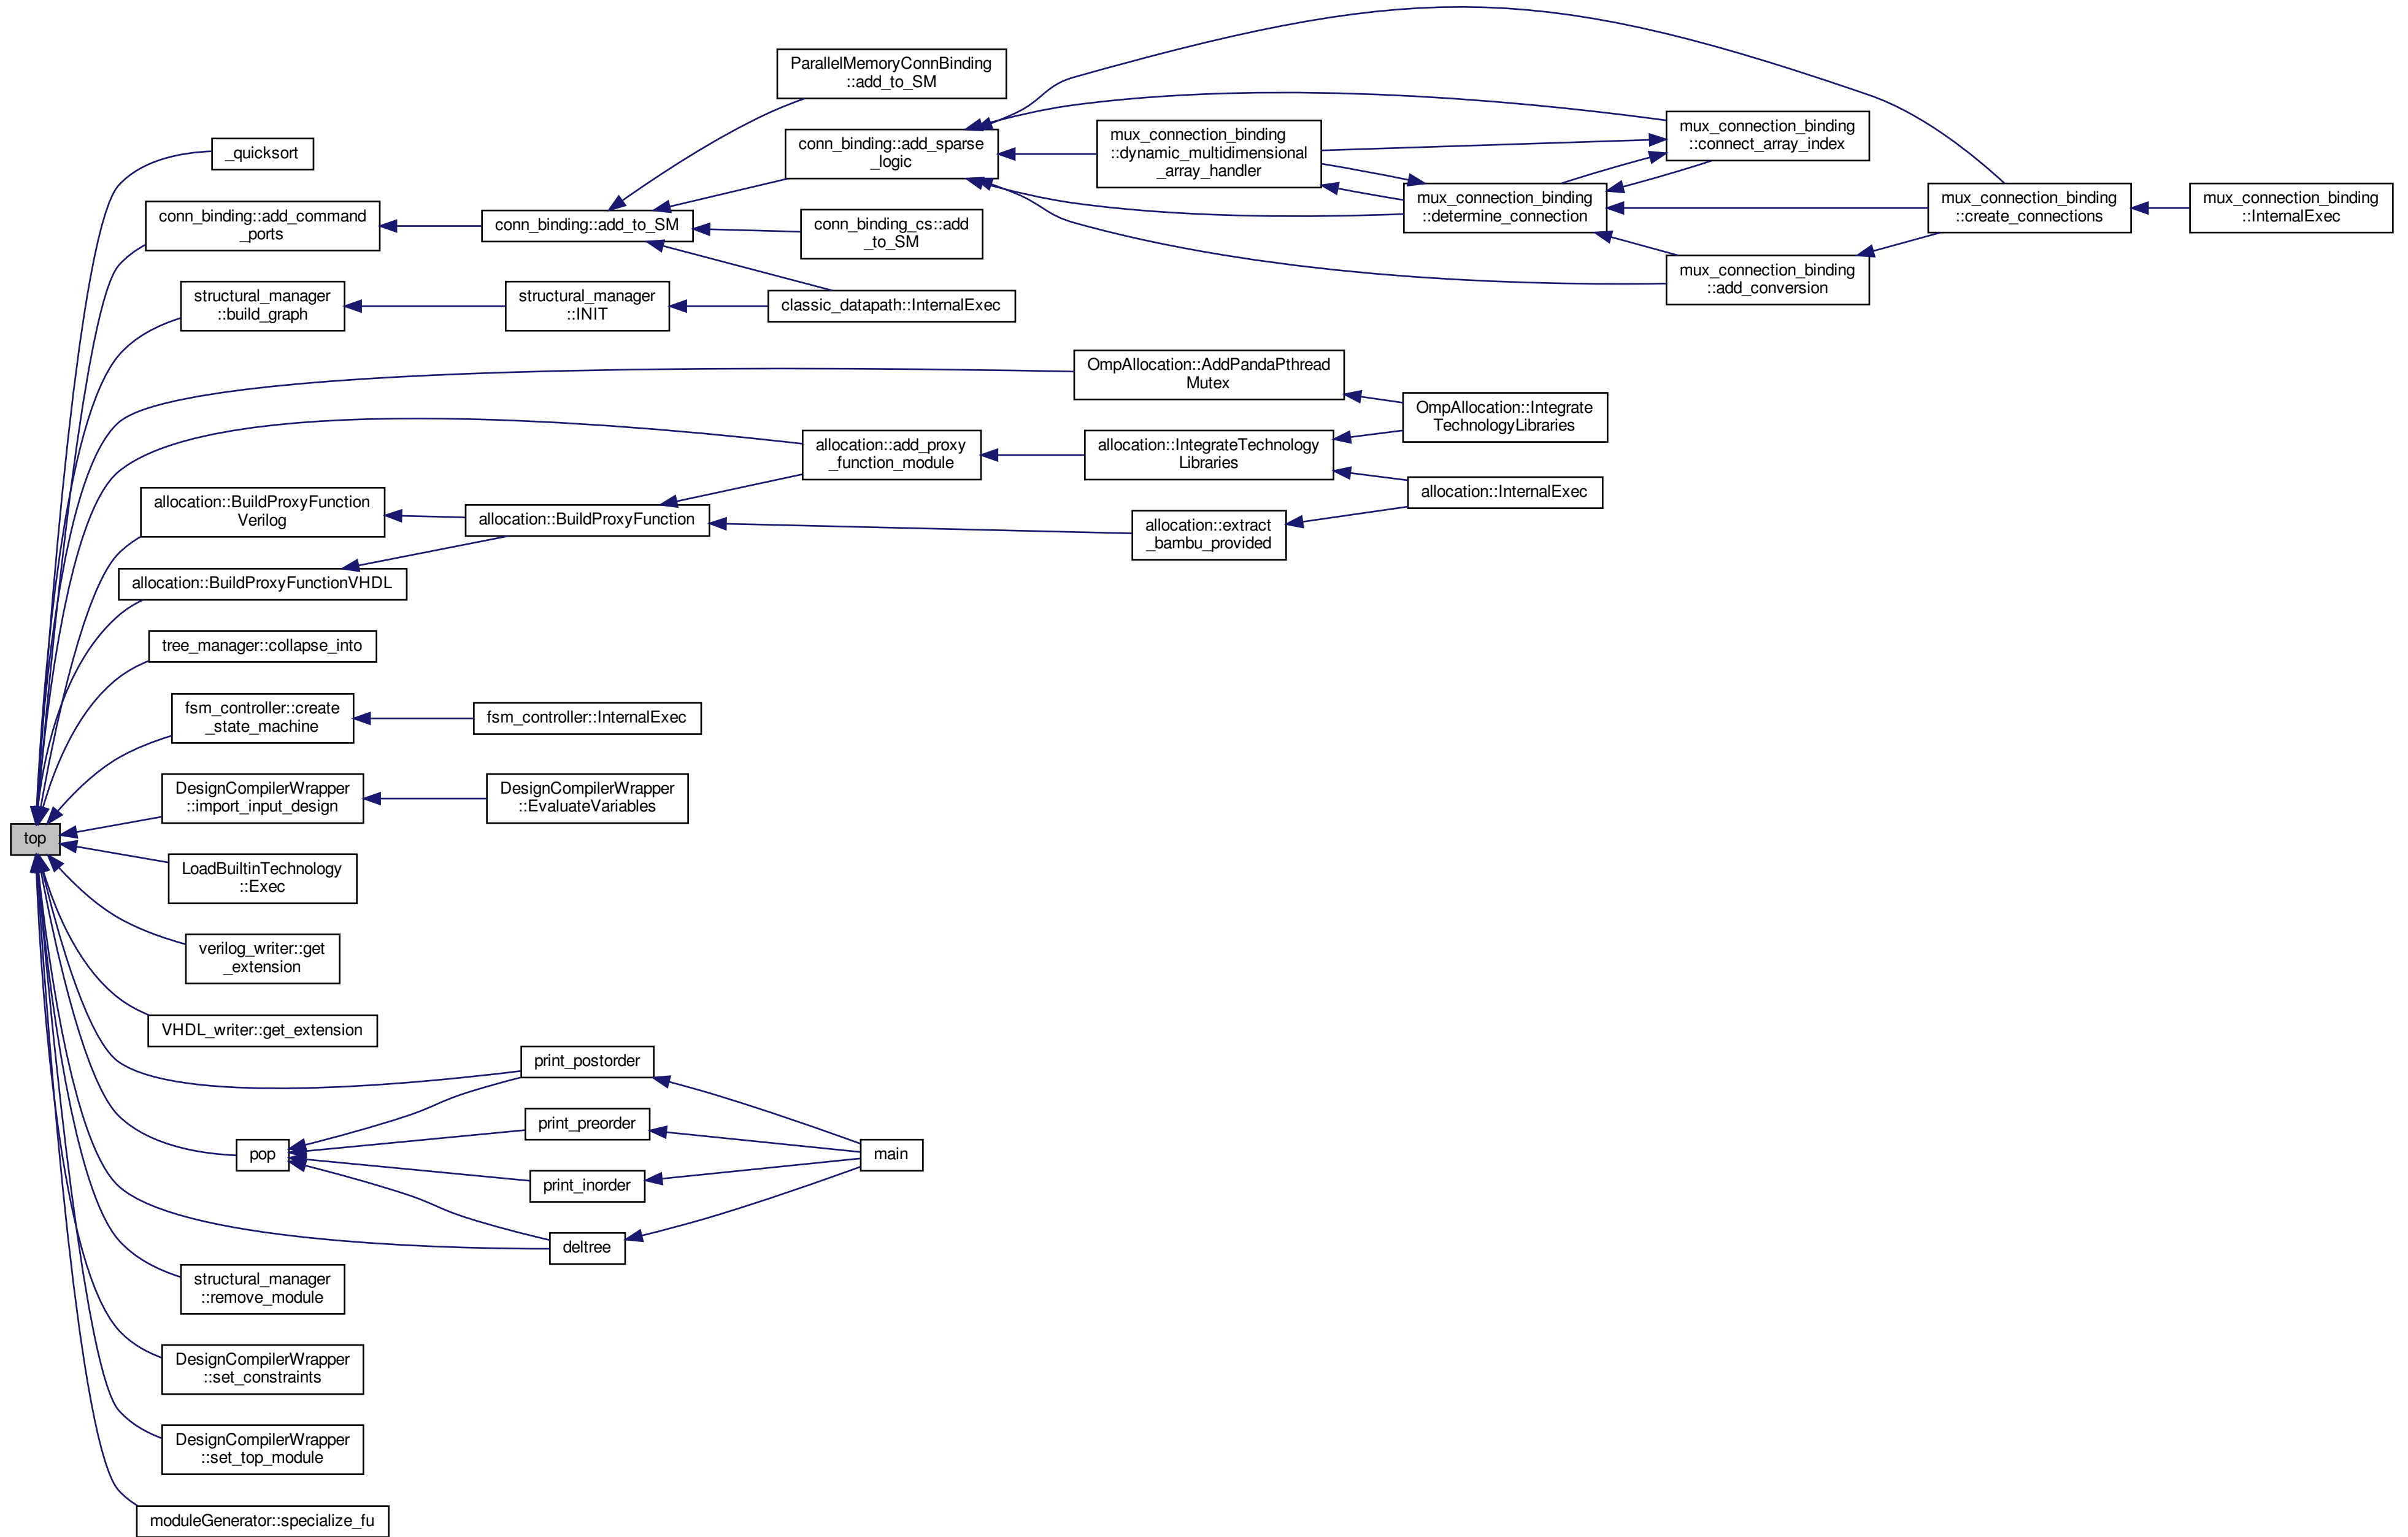 ParallelMemoryConnBinding
::add_to_SM
_quicksort
conn_binding::add_sparse
_logic
mux_connection_binding
::dynamic_multidimensional
_array_handler
mux_connection_binding
::connect_array_index
conn_binding::add_command
_ports
conn_binding::add_to_SM
conn_binding_cs::add
_to_SM
mux_connection_binding
::determine_connection
mux_connection_binding
::create_connections
mux_connection_binding
::InternalExec
mux_connection_binding
::add_conversion
structural_manager
::build_graph
structural_manager
::INIT
classic_datapath::InternalExec
OmpAllocation::AddPandaPthread
Mutex
OmpAllocation::Integrate
TechnologyLibraries
allocation::add_proxy
_function_module
allocation::IntegrateTechnology
Libraries
allocation::InternalExec
allocation::BuildProxyFunction
Verilog
allocation::BuildProxyFunction
allocation::extract
_bambu_provided
allocation::BuildProxyFunctionVHDL
tree_manager::collapse_into
fsm_controller::create
_state_machine
fsm_controller::InternalExec
DesignCompilerWrapper
::import_input_design
DesignCompilerWrapper
::EvaluateVariables
top
LoadBuiltinTechnology
::Exec
verilog_writer::get
_extension
VHDL_writer::get_extension
print_postorder
print_preorder
pop
main
print_inorder
deltree
structural_manager
::remove_module
DesignCompilerWrapper
::set_constraints
DesignCompilerWrapper
::set_top_module
moduleGenerator::specialize_fu